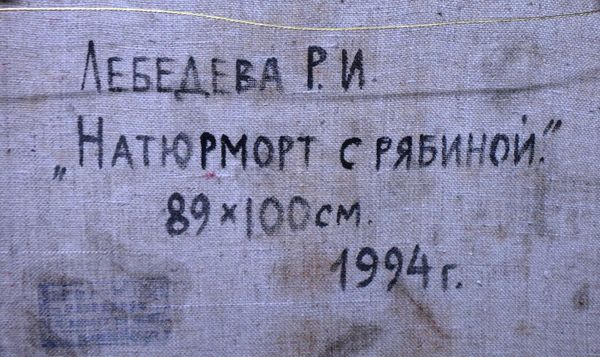 Лебедева Р. И.
„Натюрморт с рябиной."
89×100 см.
1994 г.